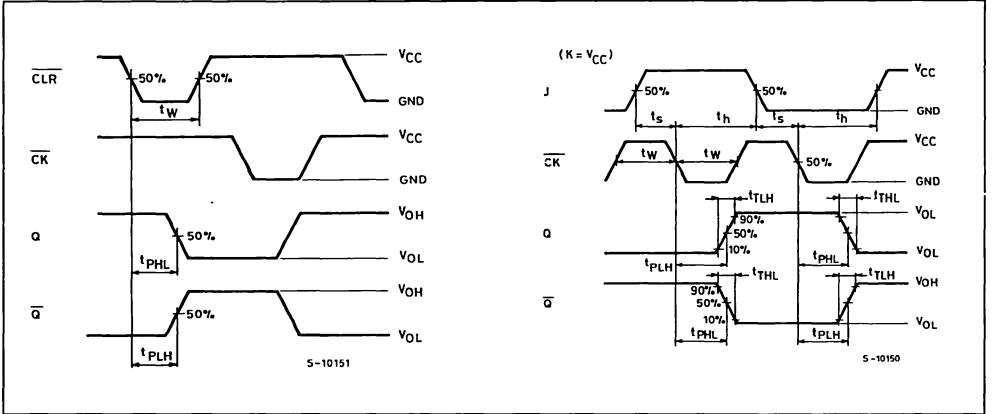 CLR
50%
50%
VCC
GND
tW
CK
VCC
GND
Q
50%
VOH
VOL
tPHL
Q
50%
VOH
VOL
tPLH
S-10151
(K=VCC)
J
50%
50%
VCC
GND
ts
th
ts
th
CK
tW
tW
50%
VCC
GND
tTLH
tTHL
Q
90%
50%
10%
VOL
VOL
tPLH
tPHL
tTHL
tTLH
Q
90%
50%
10%
VOH
VOL
tPHL
tPLH
S-10150